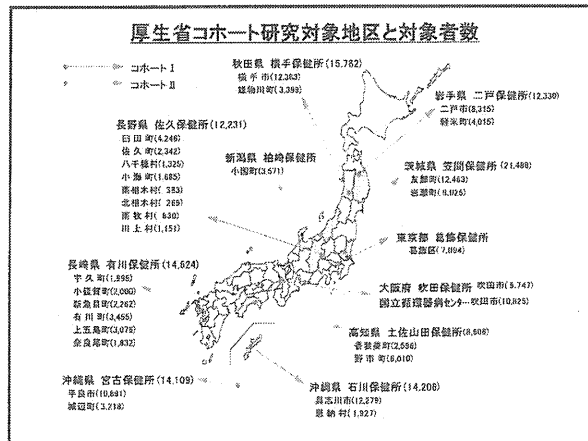 厚生省コホート研究対象地区と対象者数
コホートⅠ
コホートⅡ
秋田県 横手保健所(15,782)
横手市(12,383)
雄物川町(3,399)
岩手県 二戸保健所(12,330)
二戸市(8,315)
軽米町(4,015)
長野県 佐久保健所(12,231)
臼田町(4,246)
佐久町(2,342)
八千穂村(1,325)
小海町(1,685)
南相木村(383)
北相木村(269)
南牧村(830)
川上村(1,151)
新潟県 柏崎保健所
小国町(3,571)
茨城県 笠間保健所(21,488)
友部町(12,463)
岩瀬町
東京都 葛飾保健所
葛飾区
長崎県 有川保健所(14,624)
宇久町(1,995)
小値賀町(2,000)
新魚目町(2,262)
有川町(3,455)
上五島町(3,075)
奈良尾町(1,832)
大阪府 吹田保健所 吹田市(5,747)
国立循環器病センター 吹田市(10,825)
高知県 土佐山田保健所(8,606)
香我美町(2,596)
野市町(6,010)
沖縄県 宮古保健所(14,109)
平良市(10,891)
城辺町(3,218)
沖縄県 石川保健所(14,206)
具志川市(12,279)
恩納村(1,927)